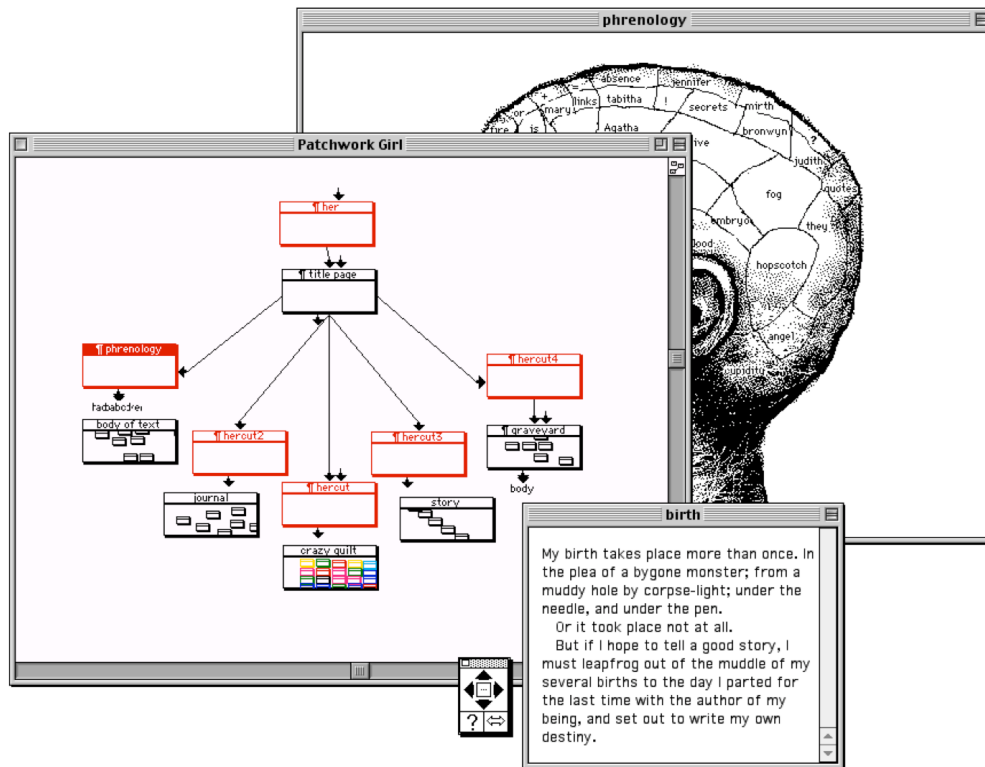 phrenology
absence
jennifer
+
=
links
tabitha
!
secrets
mirth
mary
or
fire
is
Agatha
bronwyn
?
judith
quotes
fog
embryo
they
hopscotch
angel
cupidity
Patchwork Girl
¶ her
¶ title page
¶ phrenology
¶ hercut4
body of text
¶ hercut2
¶ hercut3
¶ graveyard
¶ hercut
body
journal
story
crazy quilt
birth
My birth takes place more than once. In
the plea of a bygone monster; from a
muddy hole by corpse-light; under the
needle, and under the pen.
Or it took place not at all.
But if I hope to tell a good story, I
must leapfrog out of the muddle of my
several births to the day I parted for
the last time with the author of my
being, and set out to write my own
destiny.
?